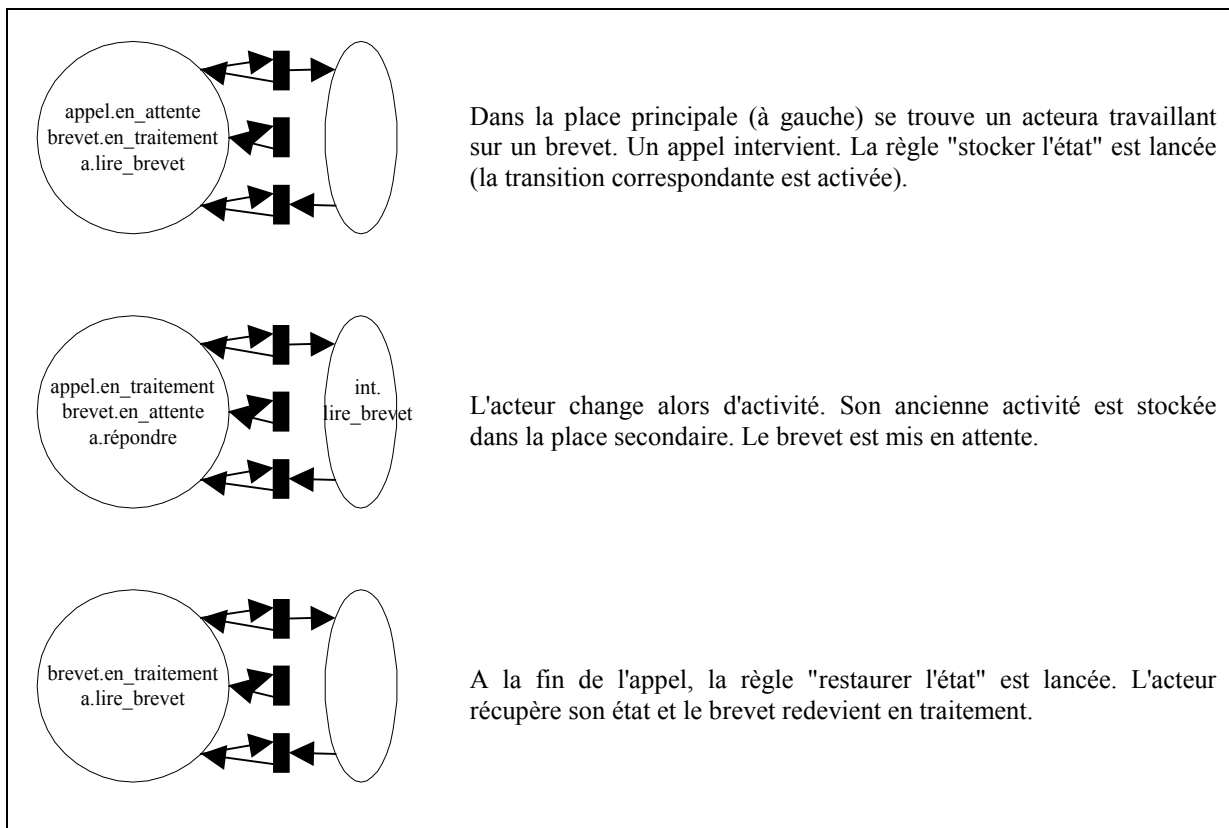 appel.en_attente
brevet.en_traitement
a.lire_brevet
Dans la place principale (à gauche) se trouve un acteura travaillant
sur un brevet. Un appel intervient. La règle "stocker l'état" est lancée
(la transition correspondante est activée).
appel.en_traitement
brevet.en_attente
a.répondre
int.
lire_brevet
L'acteur change alors d'activité. Son ancienne activité est stockée
dans la place secondaire. Le brevet est mis en attente.
brevet.en_traitement
a.lire_brevet
A la fin de l'appel, la règle "restaurer l'état" est lancée. L'acteur
récupère son état et le brevet redevient en traitement.